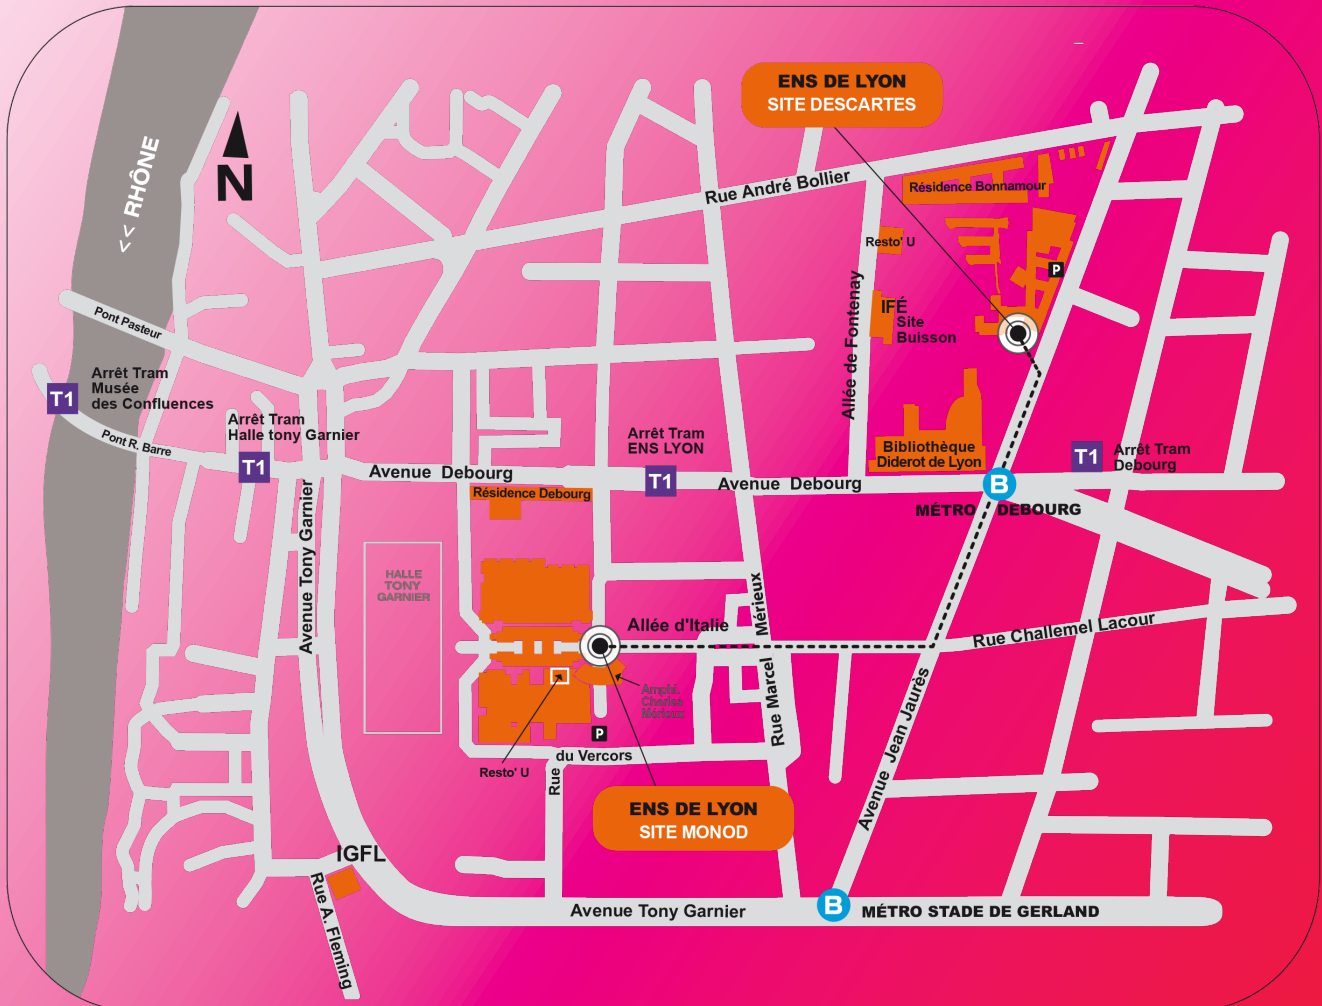 ENS DE LYON
SITE DESCARTES
<< RHÔNE
N
Rue André Bollier
Résidence Bonnamour
Resto' U
P
Allée de Fontenay
IFÉ
Site
Buisson
Pont Pasteur
Arrêt Tram
Musée
des Confluences
T1
Pont R. Barre
Arrêt Tram
Halle tony Garnier
T1
Arrêt Tram
ENS LYON
T1
Bibliothèque
Diderot de Lyon
T1
Arrêt Tram
Debourg
Avenue Debourg
Avenue Debourg
B
MÉTRO DEBOURG
Résidence Debourg
Avenue Tony Garnier
HALLE
TONY
GARNIER
Allée d'Italie
Rue Marcel Mérieux
Rue Challemel Lacour
Amphi.
Charles
Mérieux
P
Resto' U
Rue du Vercors
Avenue Jean Jaurès
ENS DE LYON
SITE MONOD
IGFL
Rue A. Fleming
Avenue Tony Garnier
B
MÉTRO STADE DE GERLAND